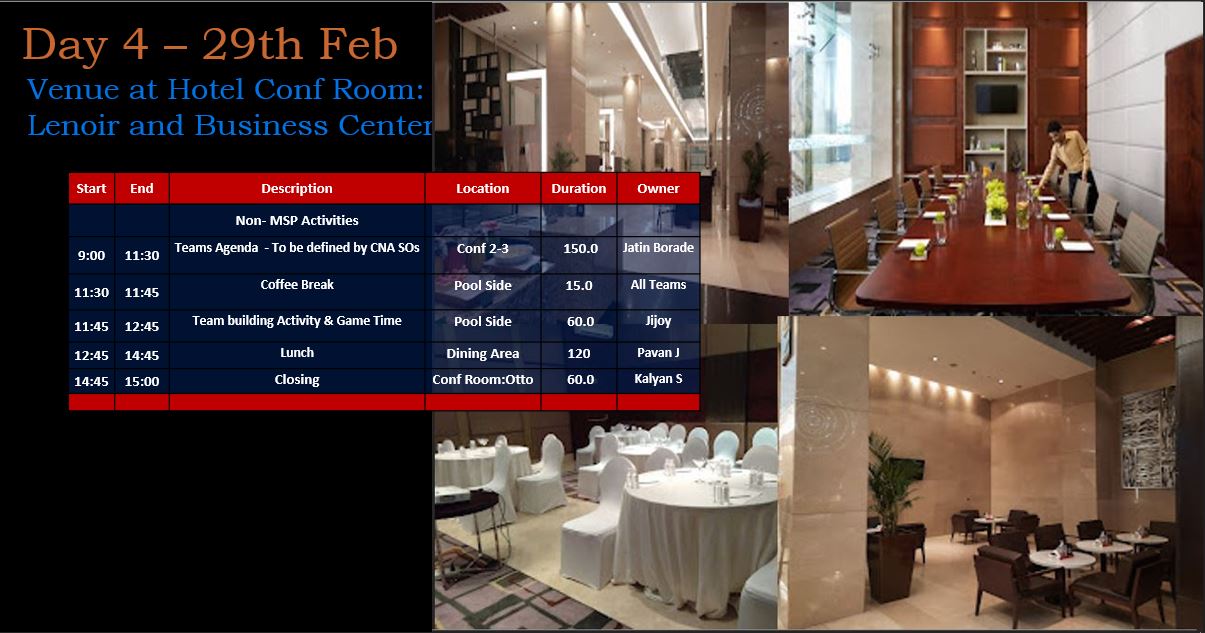 Day 4 – 29th Feb
Venue at Hotel Conf Room:
Lenoir and Business Center
Start End Description Location Duration Owner
Non- MSP Activities
9:00 11:30 Teams Agenda - To be defined by CNA SOs Conf 2-3 150.0 Jatin Borade
11:30 11:45 Coffee Break Pool Side 15.0 All Teams
11:45 12:45 Team building Activity & Game Time Pool Side 60.0 Jijoy
12:45 14:45 Lunch Dining Area 120 Pavan J
14:45 15:00 Closing Conf Room:Otto 60.0 Kalyan S